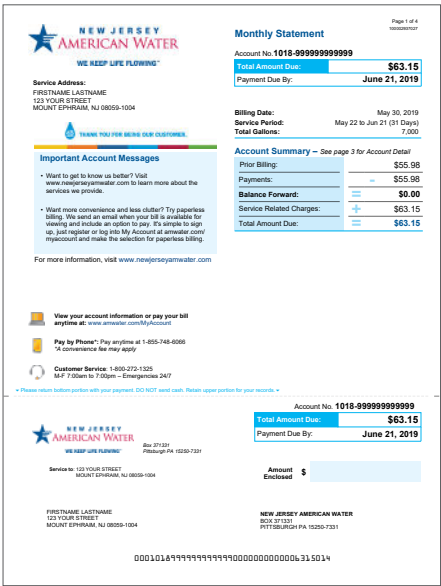 Page 1 of 4
NEW JERSEY
AMERICAN WATER
WE KEEP LIFE FLOWING™
Monthly Statement
Account No. 1018-999999999999
Total Amount Due: $63.15
Payment Due By: June 21, 2019
Service Address:
FIRSTNAME LASTNAME
123 YOUR STREET
MOUNT EPHRAIM, NJ 08059-1004
Billing Date: May 30, 2019
Service Period: May 22 to Jun 21 (31 Days)
Total Gallons: 7,000
THANK YOU FOR BEING OUR CUSTOMER.
Important Account Messages
• Want to get to know us better? Visit
www.newjerseyamwater.com to learn more about the
services we provide.
• Want more convenience and less clutter? Try paperless
billing. We send an email when your bill is available for
viewing and include an option to pay. It's simple to sign
up, just register or log into My Account at amwater.com/
myaccount and make the selection for paperless billing.
For more information, visit www.newjerseyamwater.com
Account Summary – See page 3 for Account Detail
Prior Billing: $55.98
Payments: - $55.98
Balance Forward: = $0.00
Service Related Charges: + $63.15
Total Amount Due: = $63.15
View your account information or pay your bill
anytime at: www.amwater.com/MyAccount
Pay by Phone*: Pay anytime at 1-855-748-6066
*A convenience fee may apply
Customer Service: 1-800-272-1325
M-F 7:00am to 7:00pm – Emergencies 24/7
Please return bottom portion with your payment. DO NOT send cash. Retain upper portion for your records.
NEW JERSEY
AMERICAN WATER
WE KEEP LIFE FLOWING™
Box 371331
Pittsburgh PA 15250-7331
Account No. 1018-999999999999
Total Amount Due: $63.15
Payment Due By: June 21, 2019
Service to: 123 YOUR STREET
MOUNT EPHRAIM, NJ 08059-1004
Amount
Enclosed $
FIRSTNAME LASTNAME
123 YOUR STREET
MOUNT EPHRAIM, NJ 08059-1004
NEW JERSEY AMERICAN WATER
BOX 371331
PITTSBURGH PA 15250-7331